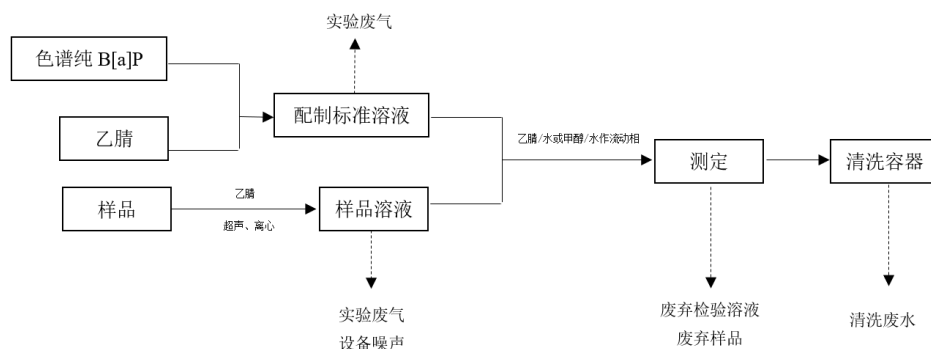 实验废气
色谱纯 B[a]P
配制标准溶液
乙腈
乙腈/水或甲醇/水作流动相
测定
清洗容器
样品
乙腈
超声、离心
样品溶液
实验废气
设备噪声
废弃检验溶液
废弃样品
清洗废水